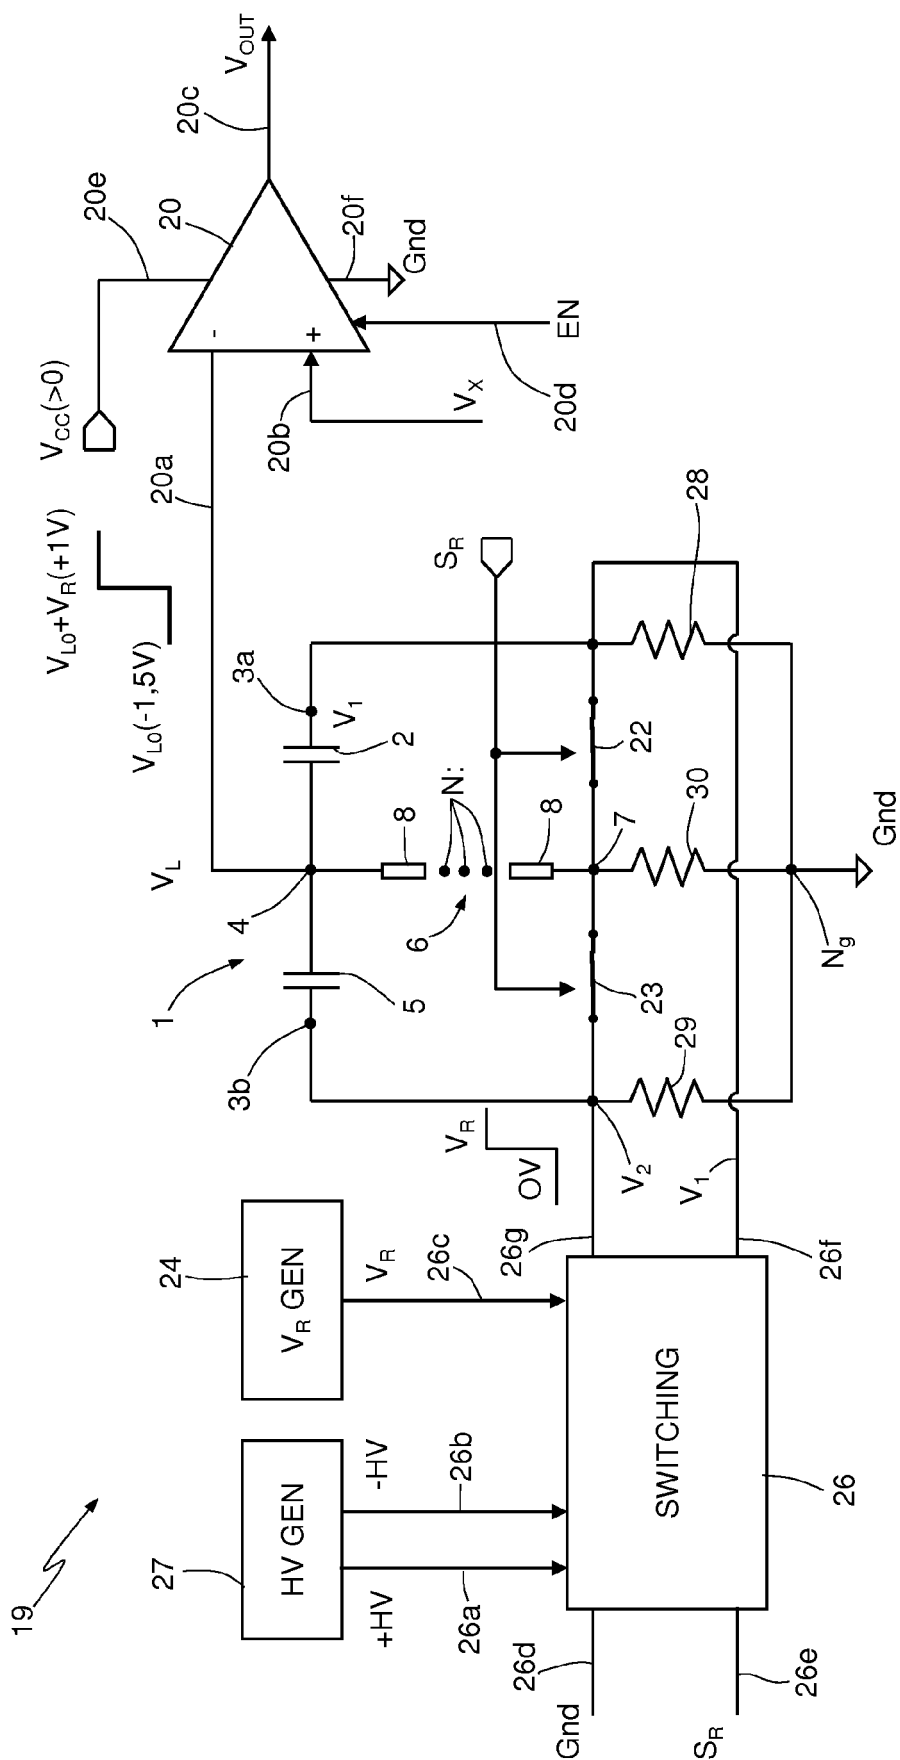 19
27
HV GEN
+HV
-HV
26a
26b
24
V_R GEN
V_R
26c
Gnd
26d
S_R
26e
SWITCHING
26
26g
26f
OV
V_R
V_2
V_1
1
3b
5
4
V_L
2
3a
V_1
6
N:
8
8
7
S_R
23
22
29
30
28
N_g
Gnd
V_L0(-1,5V)
V_L0+V_R(+1V)
V_CC(>0)
20a
20b
V_X
20d
EN
20e
20
-
+
20f
Gnd
20c
V_OUT